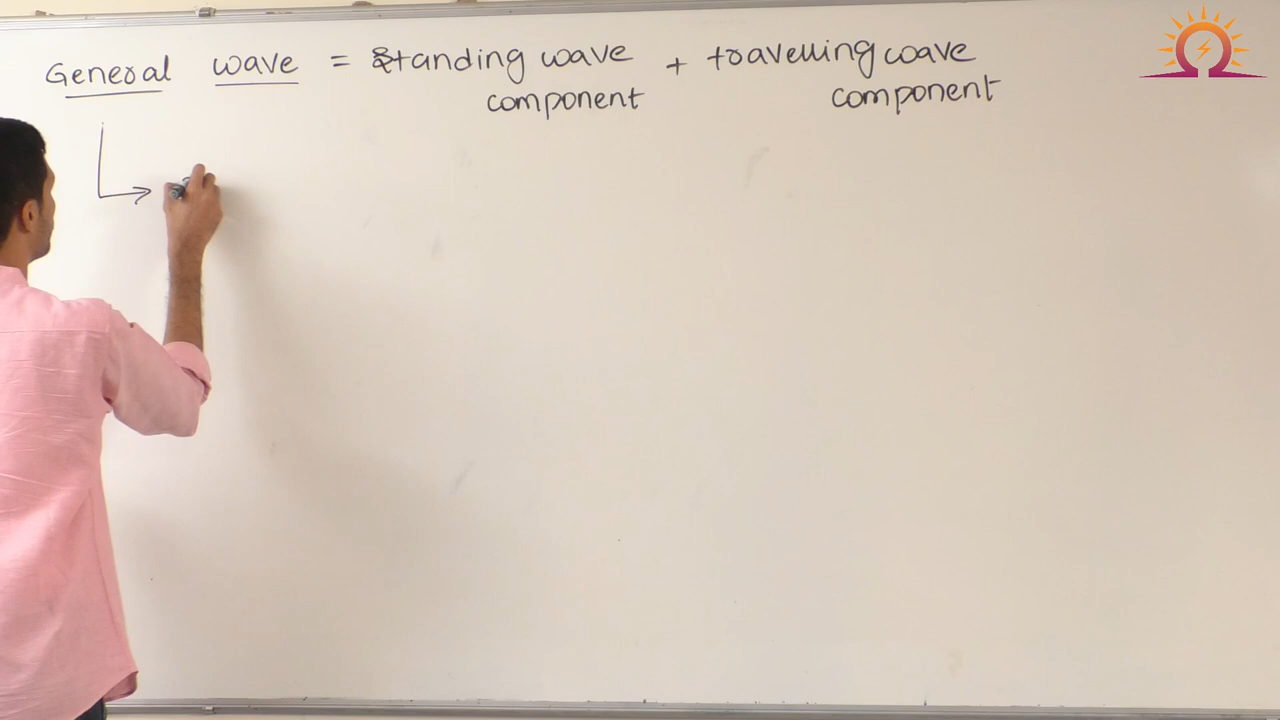 General wave = Standing wave + travelling wave
component component